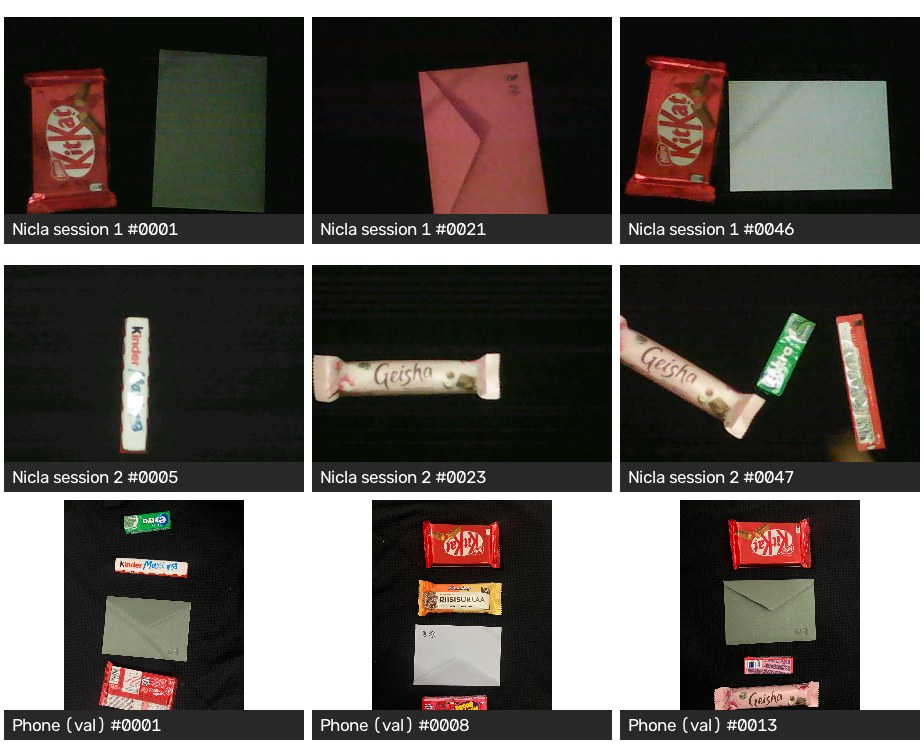 Nestle
KitKat
Nicla session 1 #0001
Nicla session 1 #0021
Nestle
KitKat
Nicla session 1 #0046
Kinder
Nicla session 2 #0005
Geisha
Nicla session 2 #0023
Geisha
Nicla session 2 #0047
Kinder Maxi
Phone (val) #0001
KitKat
RIISISUKLAA
Phone (val) #0008
KitKat
Geisha
Phone (val) #0013